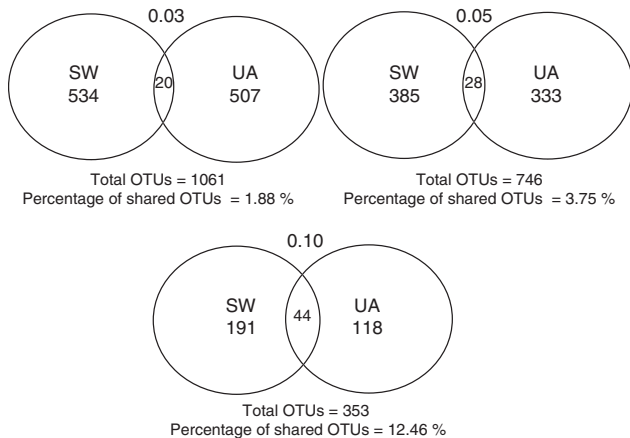 0.03
SW
534
20
UA
507
Total OTUs = 1061
Percentage of shared OTUs = 1.88 %
0.05
SW
385
28
UA
333
Total OTUs = 746
Percentage of shared OTUs = 3.75 %
0.10
SW
191
44
UA
118
Total OTUs = 353
Percentage of shared OTUs = 12.46 %